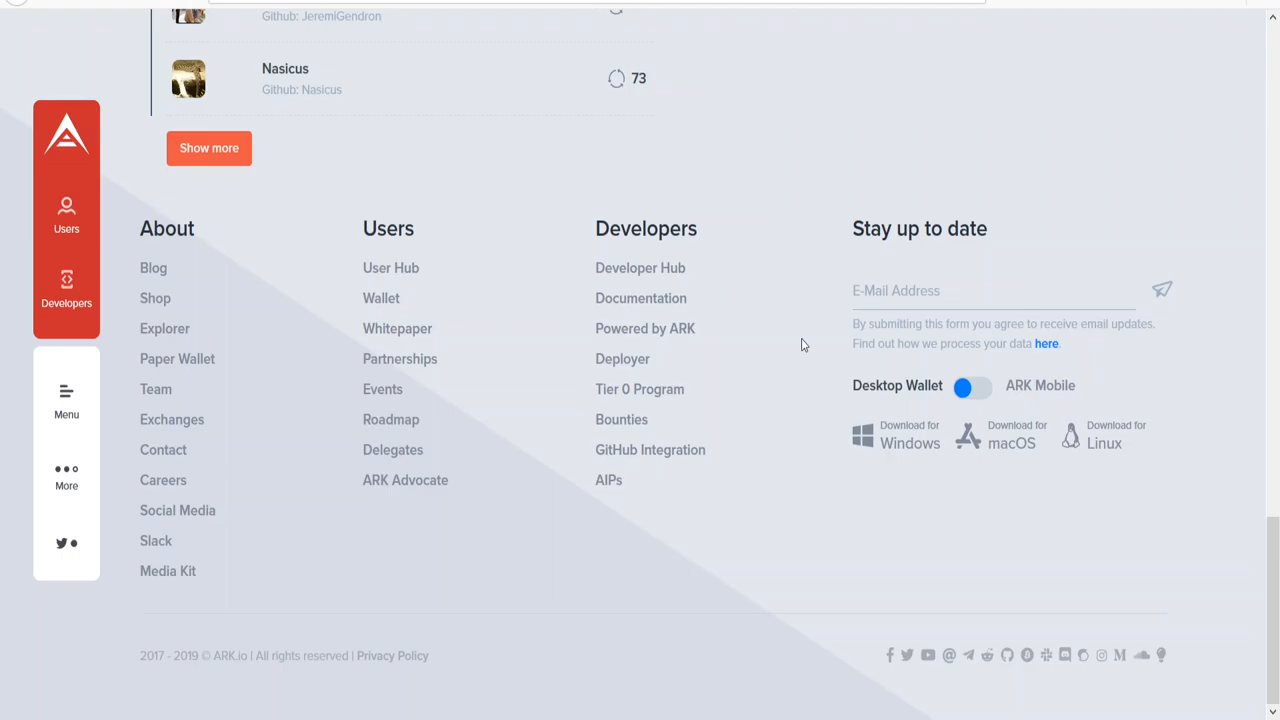 Github: JeremiGendron
Nasicus
Github: Nasicus
73
Show more
Users
Developers
Menu
More
About
Blog
Shop
Explorer
Paper Wallet
Team
Exchanges
Contact
Careers
Social Media
Slack
Media Kit
Users
User Hub
Wallet
Whitepaper
Partnerships
Events
Roadmap
Delegates
ARK Advocate
Developers
Developer Hub
Documentation
Powered by ARK
Deployer
Tier 0 Program
Bounties
GitHub Integration
AIPs
Stay up to date
E-Mail Address
By submitting this form you agree to receive email updates.
Find out how we process your data here.
Desktop Wallet
ARK Mobile
Download for
Windows
Download for
macOS
Download for
Linux
2017 - 2019 © ARK.io | All rights reserved | Privacy Policy